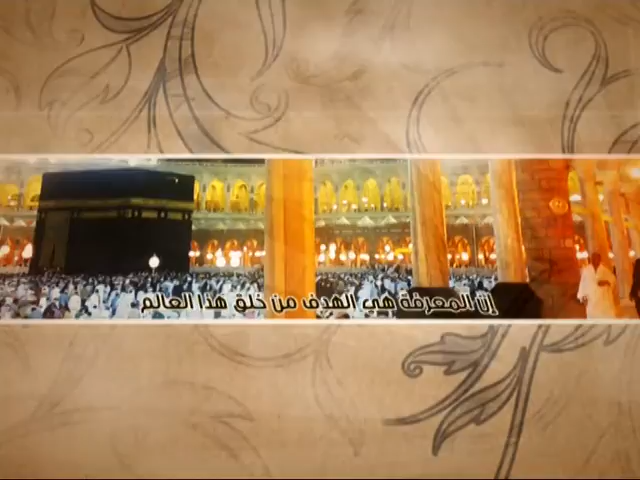 إن المعرفة هي الهدف من خلق هذا العالم